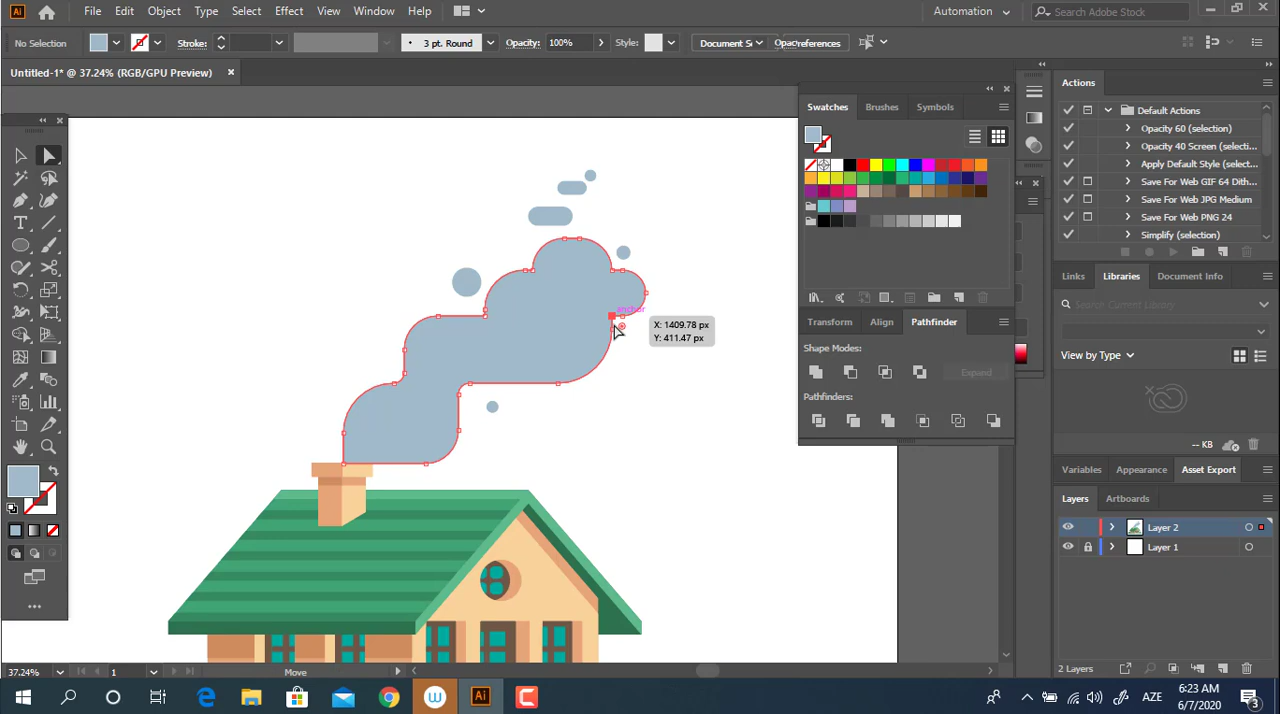 Ai File Edit Object Type Select Effect View Window Help Automation Search Adobe Stock
No Selection Stroke: 3 pt. Round Opacity: 100% Style: Document Preferences
Untitled-1* @ 37.24% (RGB/GPU Preview)
Swatches Brushes Symbols
Actions
Default Actions
Opacity 60 (selection)
Opacity 40 Screen (selecti...
Apply Default Style (select...
Save For Web GIF 64 Dith...
Save For Web JPG Medium
Save For Web PNG 24
Simplify (selection)
Links Libraries Document Info
Search Current Library
View by Type
-- KB
Transform Align Pathfinder
Shape Modes:
Expand
Pathfinders:
anchor
X: 1409.78 px
Y: 411.47 px
Variables Appearance Asset Export
Layers Artboards
Layer 2
Layer 1
2 Layers
37.24% 1 Move
Ai AZE 6:23 AM
6/7/2020
3